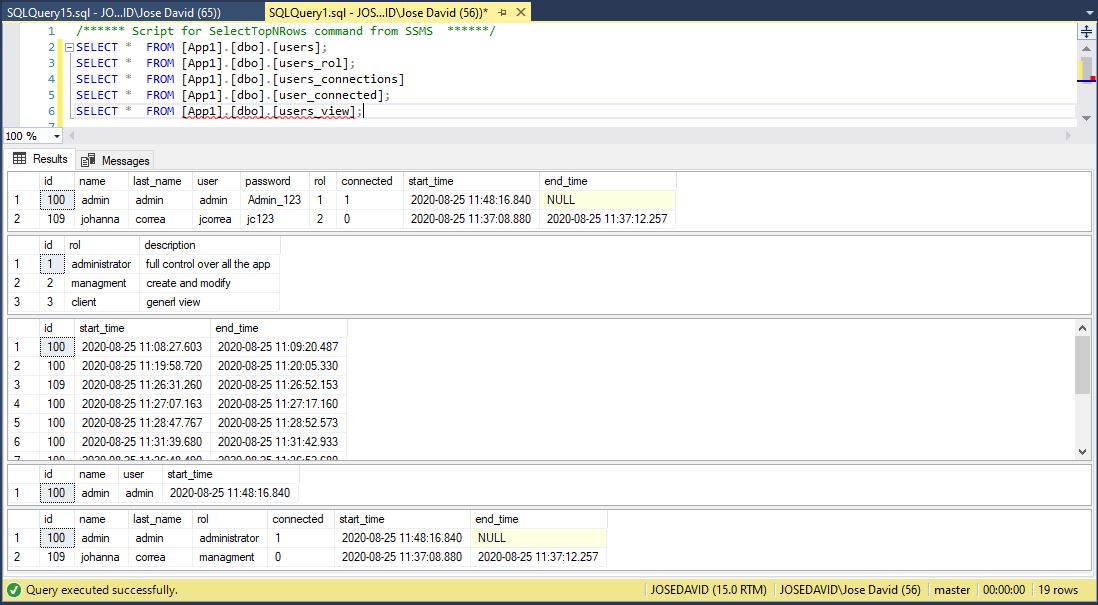 SQLQuery15.sql - JO...ID\Jose David (65))
SQLQuery1.sql - JOS...ID\Jose David (56))*
1 /****** Script for SelectTopNRows command from SSMS ******/
2 SELECT * FROM [App1].[dbo].[users];
3 SELECT * FROM [App1].[dbo].[users_rol];
4 SELECT * FROM [App1].[dbo].[users_connections]
5 SELECT * FROM [App1].[dbo].[user_connected];
6 SELECT * FROM [App1].[dbo].[users_view];
7
100 %
Results Messages
id name last_name user password rol connected start_time end_time
1 100 admin admin admin Admin_123 1 1 2020-08-25 11:48:16.840 NULL
2 109 johanna correa jcorrea jc123 2 0 2020-08-25 11:37:08.880 2020-08-25 11:37:12.257
id rol description
1 1 administrator full control over all the app
2 2 managment create and modify
3 3 client generl view
id start_time end_time
1 100 2020-08-25 11:08:27.603 2020-08-25 11:09:20.487
2 100 2020-08-25 11:19:58.720 2020-08-25 11:20:05.330
3 109 2020-08-25 11:26:31.260 2020-08-25 11:26:52.153
4 100 2020-08-25 11:27:07.163 2020-08-25 11:27:17.160
5 100 2020-08-25 11:28:47.767 2020-08-25 11:28:52.573
6 100 2020-08-25 11:31:39.680 2020-08-25 11:31:42.933
7 100 2020-08-25 2020-08-25
id name user start_time
1 100 admin admin 2020-08-25 11:48:16.840
id name last_name rol connected start_time end_time
1 100 admin admin administrator 1 2020-08-25 11:48:16.840 NULL
2 109 johanna correa managment 0 2020-08-25 11:37:08.880 2020-08-25 11:37:12.257
Query executed successfully.
JOSEDAVID (15.0 RTM) JOSEDAVID\Jose David (56) master 00:00:00 19 rows